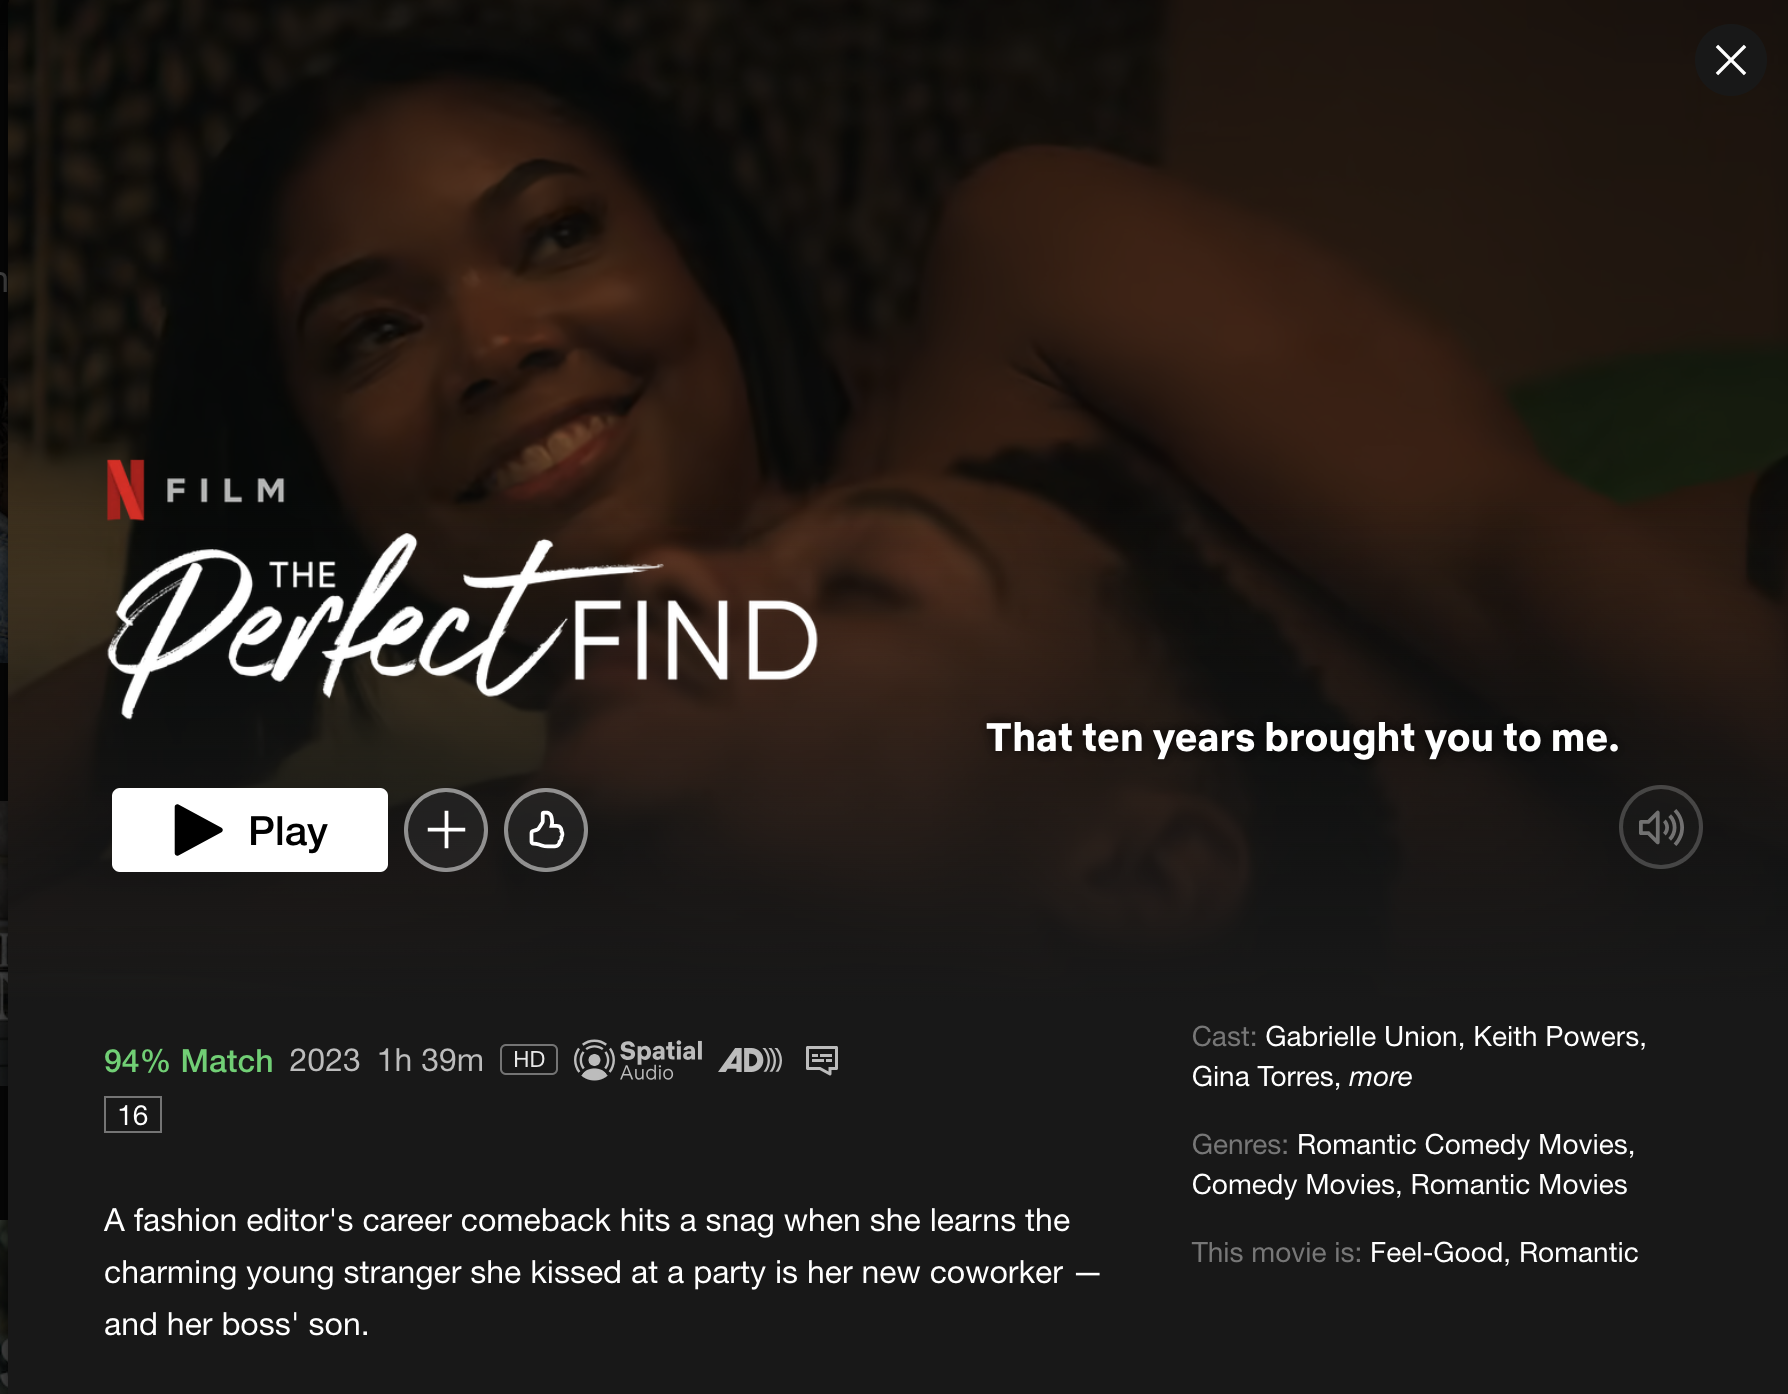 N FILM
THE
Perfect FIND
That ten years brought you to me.
Play
94% Match 2023 1h 39m HD Spatial Audio AD
16
A fashion editor's career comeback hits a snag when she learns the
charming young stranger she kissed at a party is her new coworker —
and her boss' son.
Cast: Gabrielle Union, Keith Powers,
Gina Torres, more
Genres: Romantic Comedy Movies,
Comedy Movies, Romantic Movies
This movie is: Feel-Good, Romantic